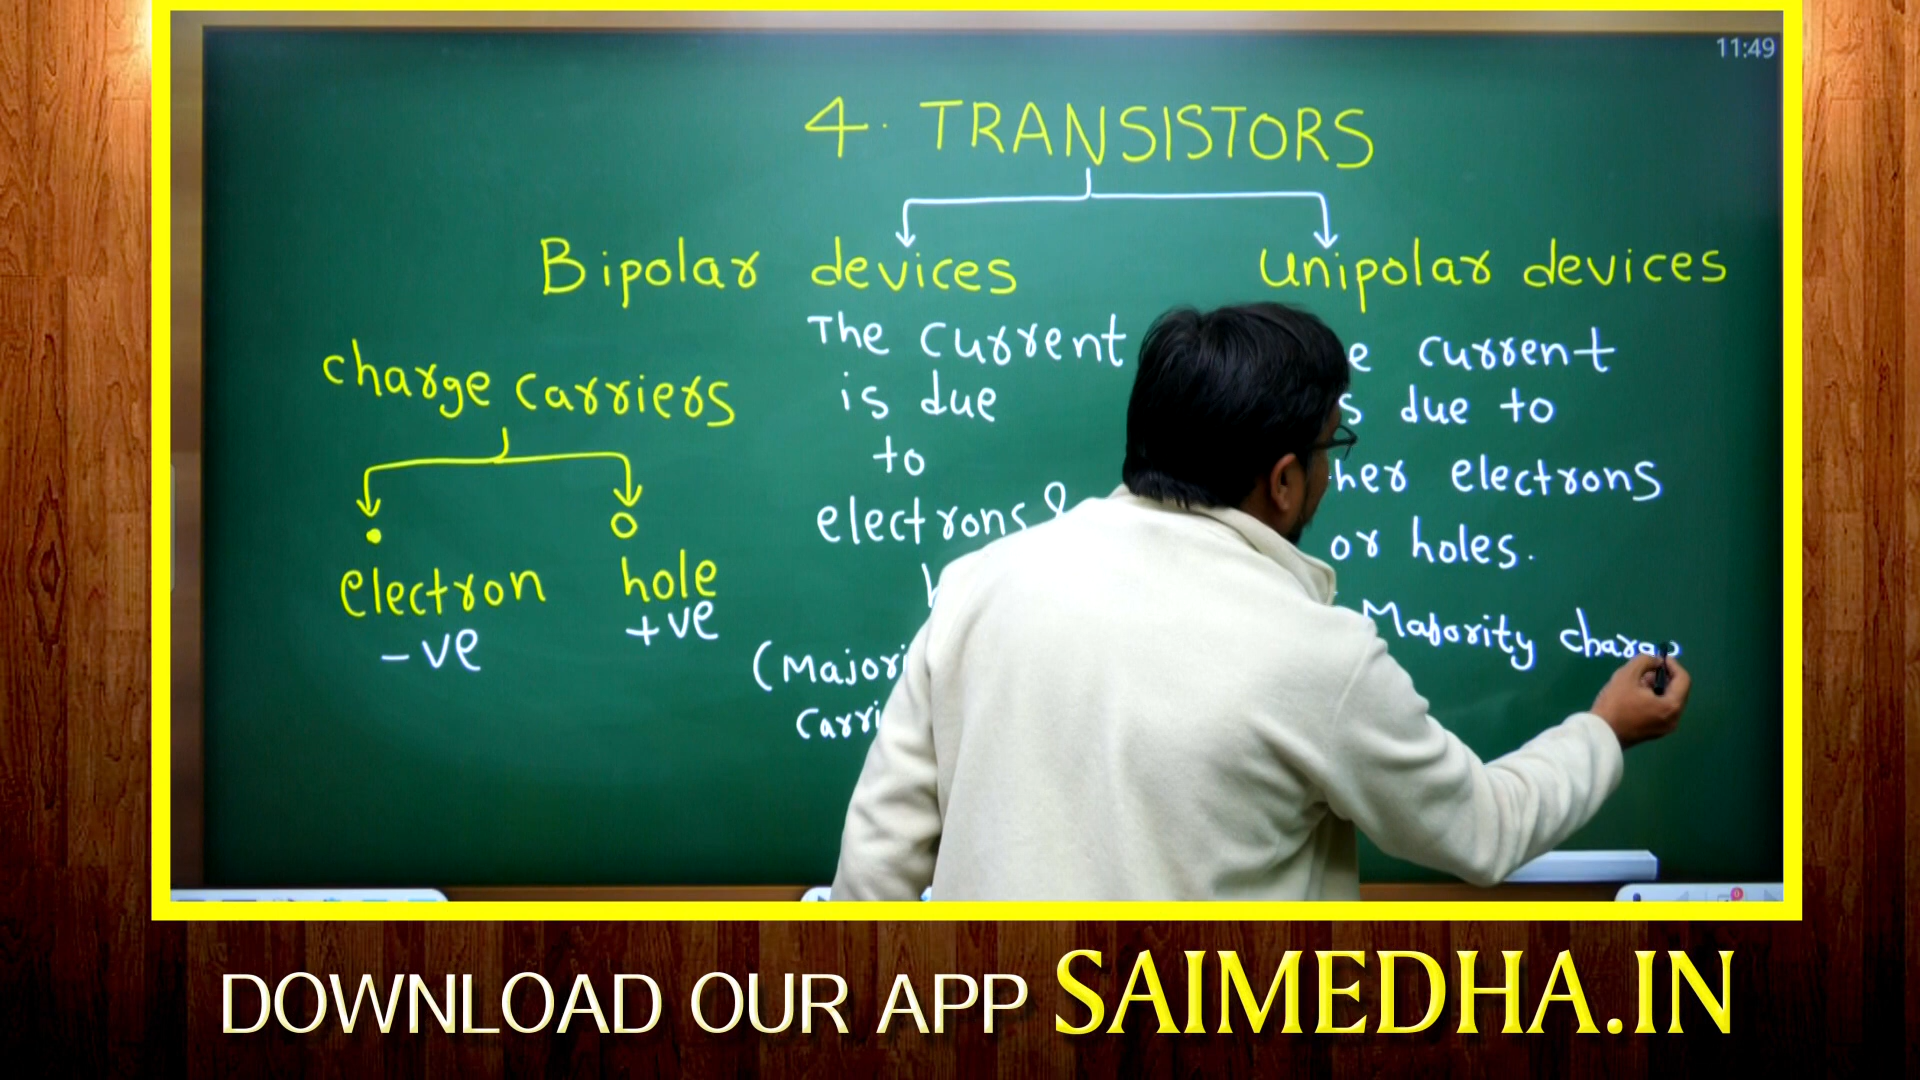 11:49
4. TRANSISTORS
Bipolar devices
Unipolar devices
charge carriers
electron
-ve
hole
+ve
The current
is due
to
electrons &
current
due to
electrons
or holes.
Majority charge
DOWNLOAD OUR APP SAIMEDHA.IN